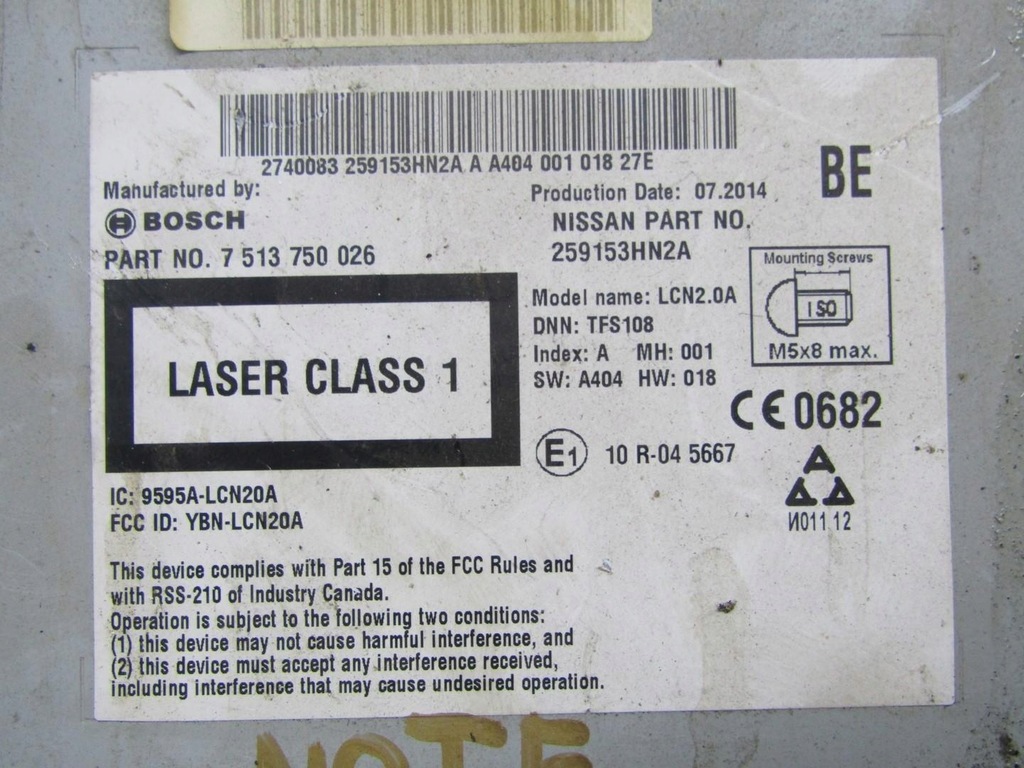 2740083 259153HN2A A A404 001 018 27E
BE
Manufactured by:
BOSCH
PART NO. 7 513 750 026
Production Date: 07.2014
NISSAN PART NO.
259153HN2A
Mounting Screws
ISO
M5x8 max.
LASER CLASS 1
Model name: LCN2.0A
DNN: TFS108
Index: A MH: 001
SW: A404 HW: 018
CE 0682
E1 10 R-04 5667
И011 12
IC: 9595A-LCN20A
FCC ID: YBN-LCN20A
This device complies with Part 15 of the FCC Rules and
with RSS-210 of Industry Canada.
Operation is subject to the following two conditions:
(1) this device may not cause harmful interference, and
(2) this device must accept any interference received,
including interference that may cause undesired operation.
NOTE